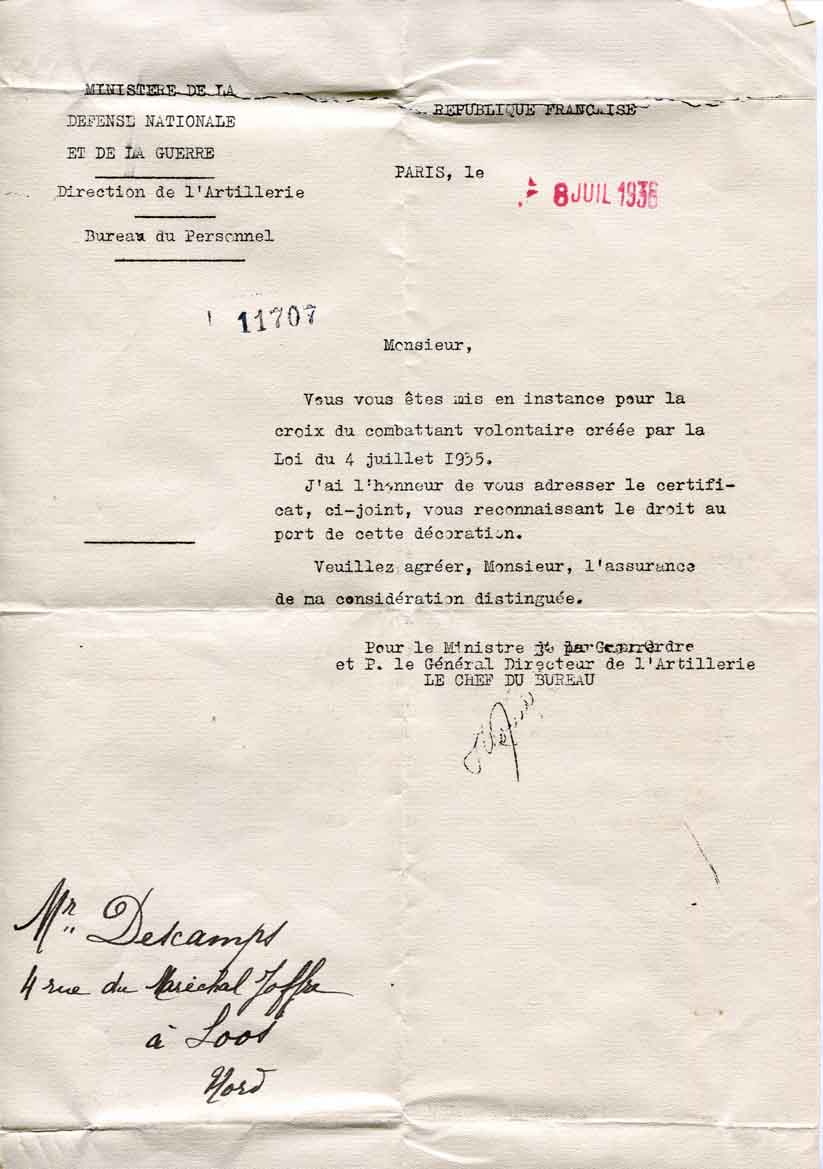 MINISTERE DE LA
DEFENSE NATIONALE
ET DE LA GUERRE
Direction de l'Artillerie
Bureau du Personnel
REPUBLIQUE FRANCAISE
PARIS, le
8 JUIL 1936
11707
Monsieur,
Vous vous êtes mis en instance pour la
croix du combattant volontaire créée par la
Loi du 4 juillet I935.
J'ai l'honneur de vous adresser le certifi-
cat, ci-joint, vous reconnaissant le droit au
port de cette décoration.
Veuillez agréer, Monsieur, l'assurance
de ma considération distinguée.
Pour le Ministre Ordre
et P. le Général Directeur de l'Artillerie
LE CHEF DU BUREAU
Mr Descamps
4 rue du Maréchal Joffre
à Loos
Nord